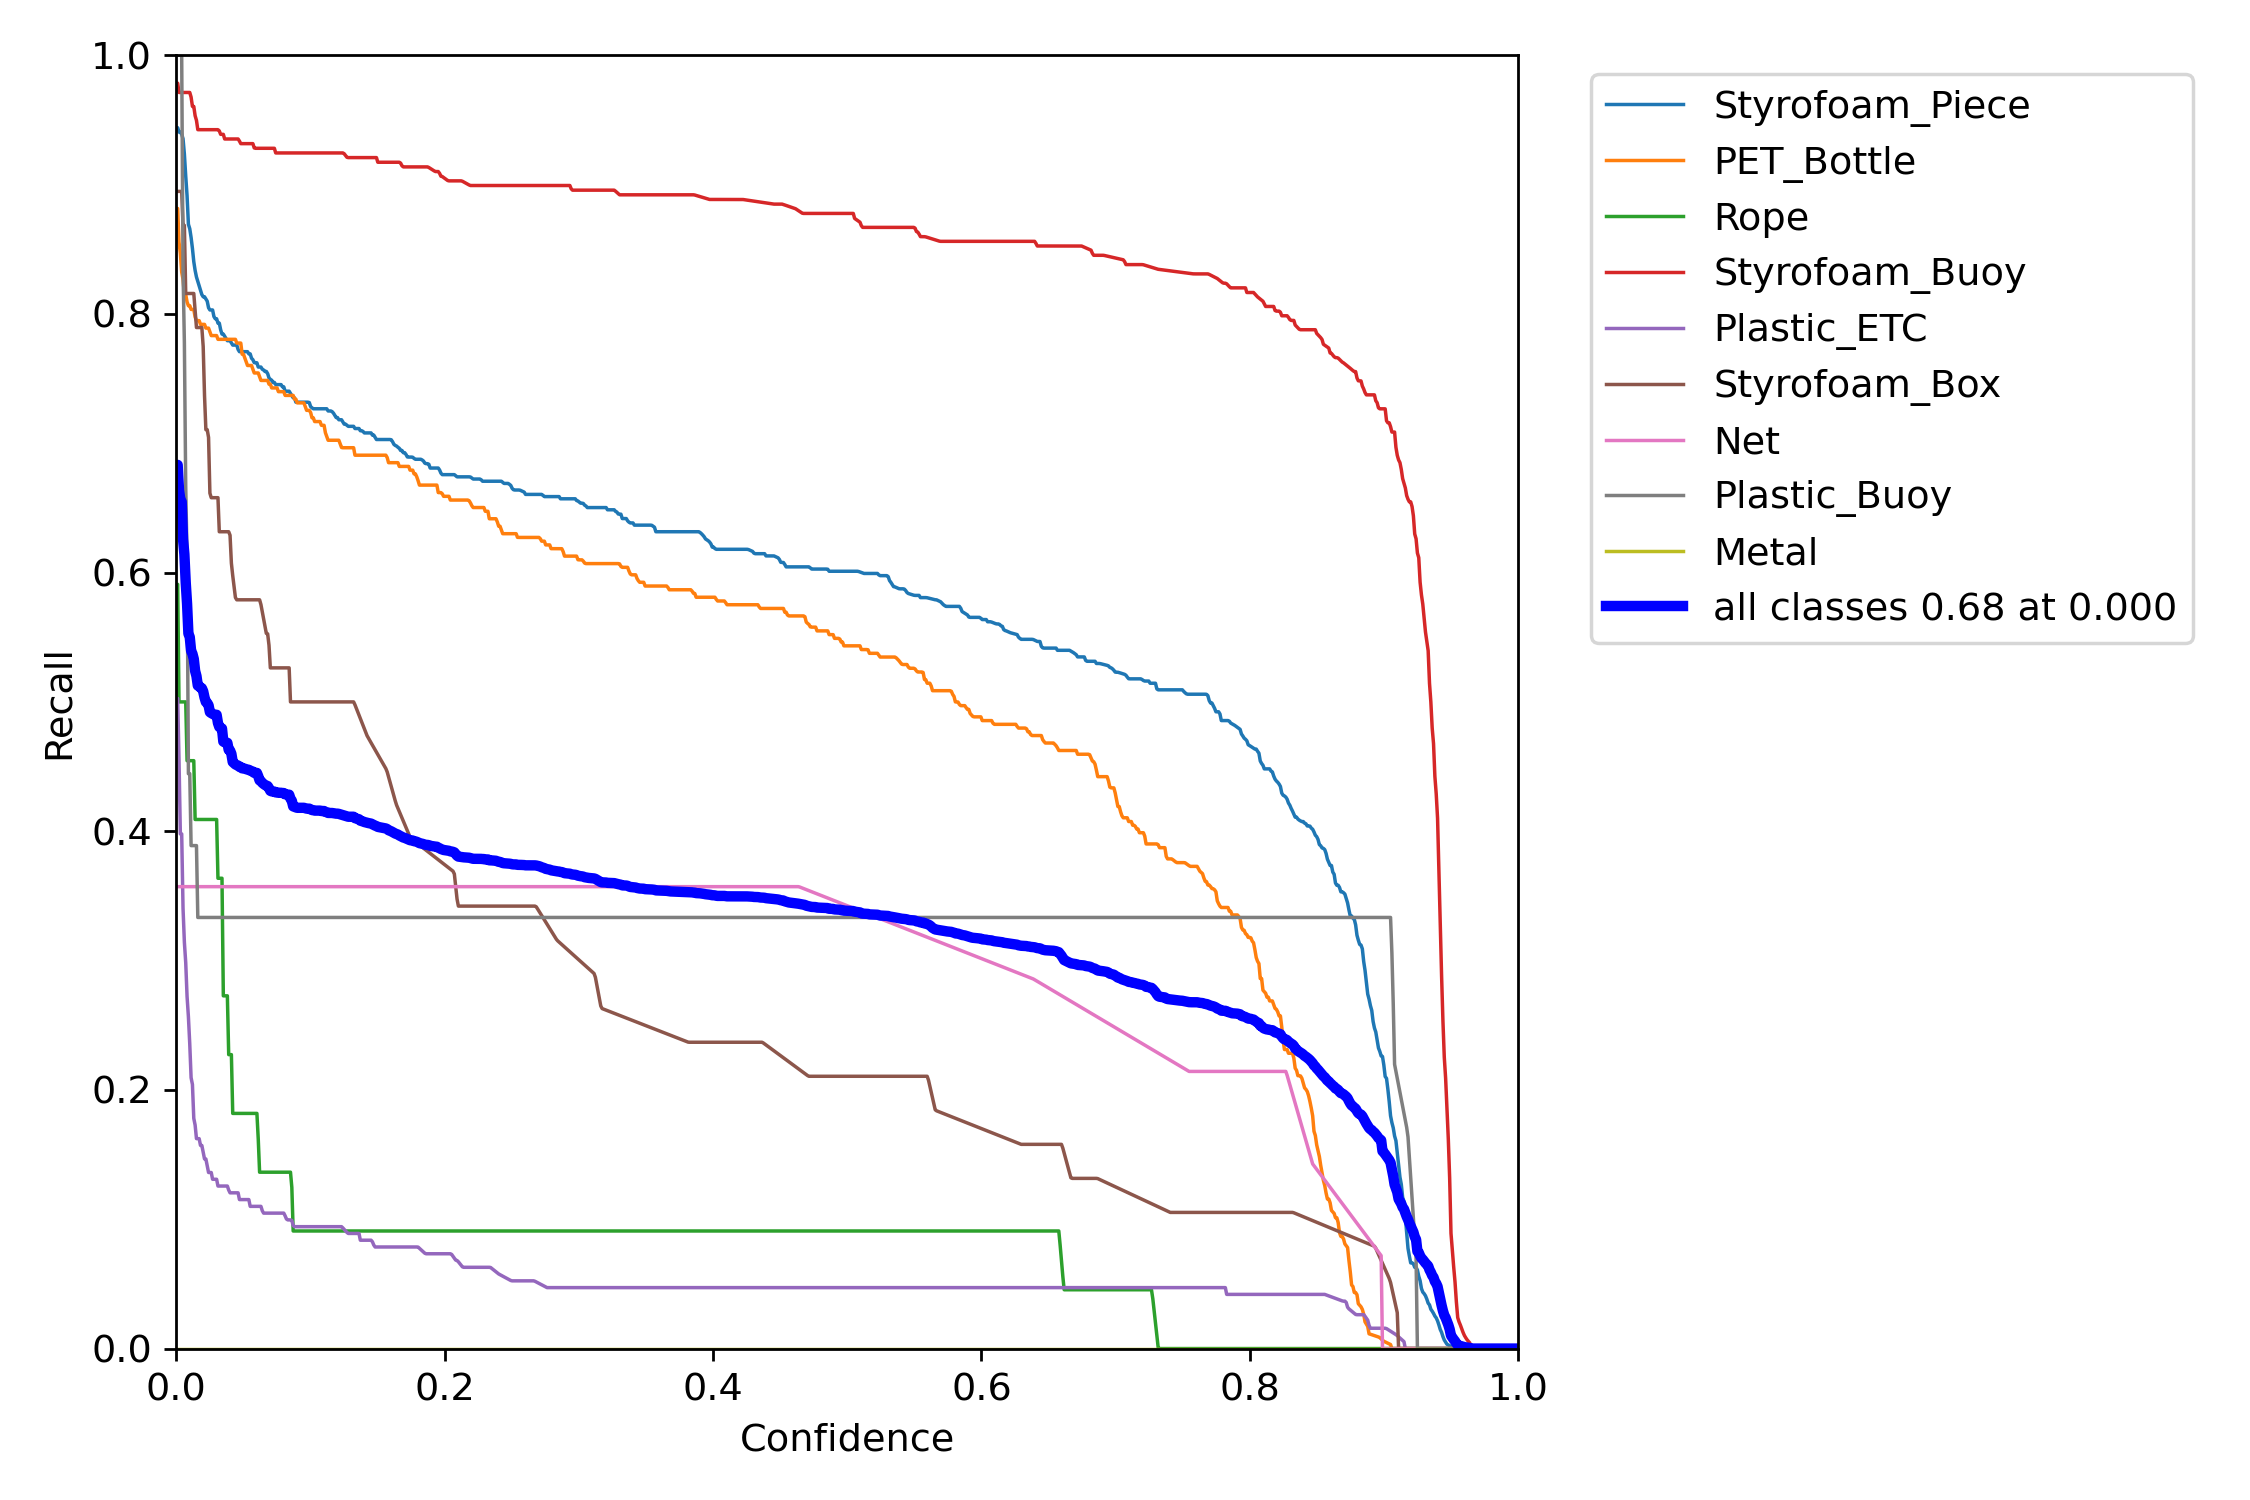 1.0
0.8
0.6
0.4
0.2
0.0
Recall
0.0 0.2 0.4 0.6 0.8 1.0
Confidence
Styrofoam_Piece
PET_Bottle
Rope
Styrofoam_Buoy
Plastic_ETC
Styrofoam_Box
Net
Plastic_Buoy
Metal
all classes 0.68 at 0.000